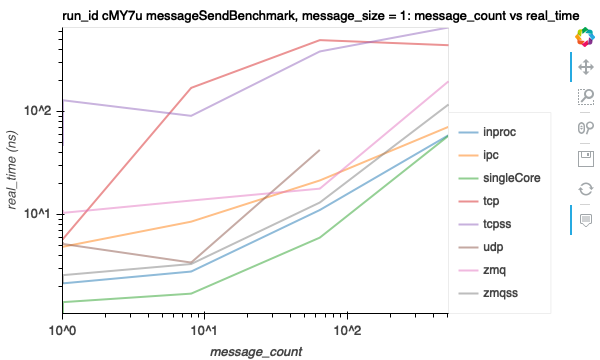 run_id cMY7u messageSendBenchmark, message_size = 1: message_count vs real_time
real_time (ns)
10^2
10^1
10^0
10^1
10^2
message_count
inproc
ipc
singleCore
tcp
tcpss
udp
zmq
zmqss